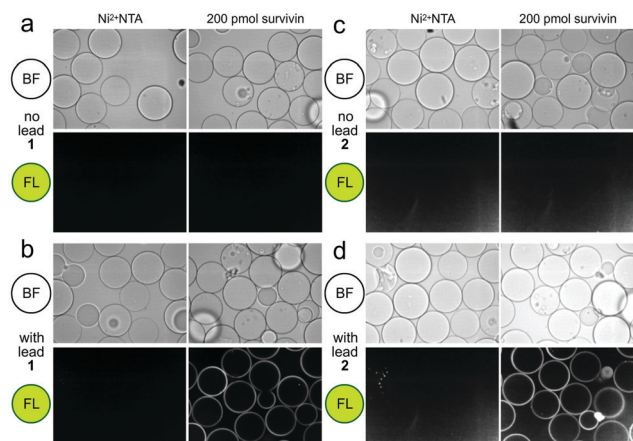 a
Ni²⁺NTA
200 pmol survivin
BF
no
lead
1
FL
b
BF
with
lead
1
FL
c
Ni²⁺NTA
200 pmol survivin
BF
no
lead
2
FL
d
BF
with
lead
2
FL